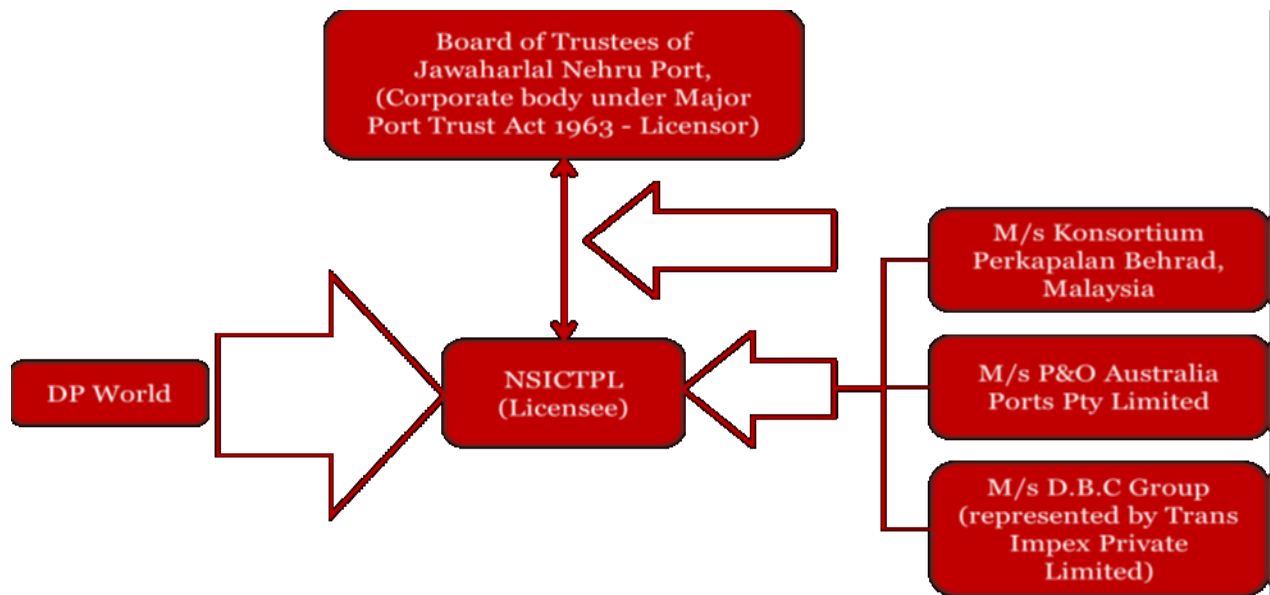 Board of Trustees of
Jawaharlal Nehru Port,
(Corporate body under Major
Port Trust Act 1963 - Licensor)
M/s Konsortium
Perkapalan Behrad,
Malaysia
DP World
NSICTPL
(Licensee)
M/s P&O Australia
Ports Pty Limited
M/s D.B.C Group
(represented by Trans
Impex Private
Limited)